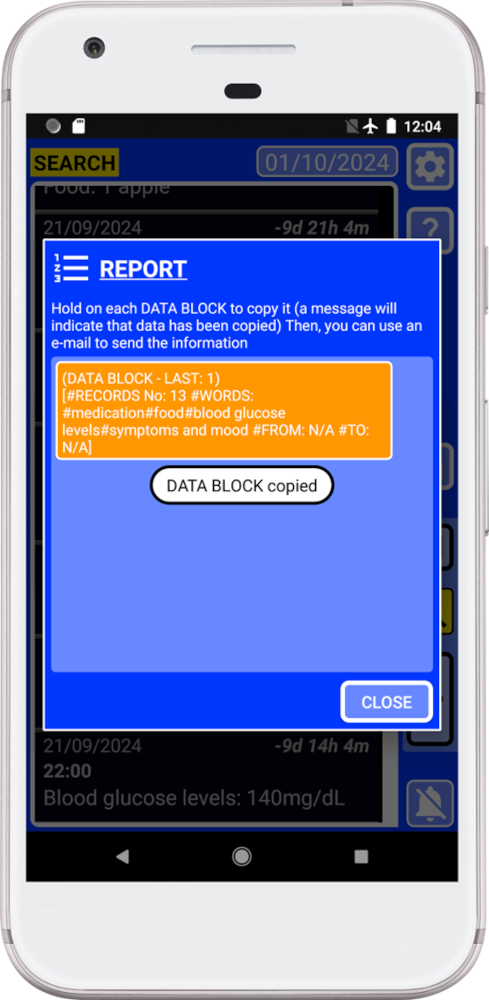 12:04
SEARCH
01/10/2024
Food: 1 apple
21/09/2024
-9d 21h 4m
?
1
2
3
REPORT
Hold on each DATA BLOCK to copy it (a message will
indicate that data has been copied) Then, you can use an
e-mail to send the information
(DATA BLOCK - LAST: 1)
[#RECORDS No: 13 #WORDS:
#medication#food#blood glucose
levels#symptoms and mood #FROM: N/A #TO:
N/A]
DATA BLOCK copied
CLOSE
21/09/2024
-9d 14h 4m
22:00
Blood glucose levels: 140mg/dL